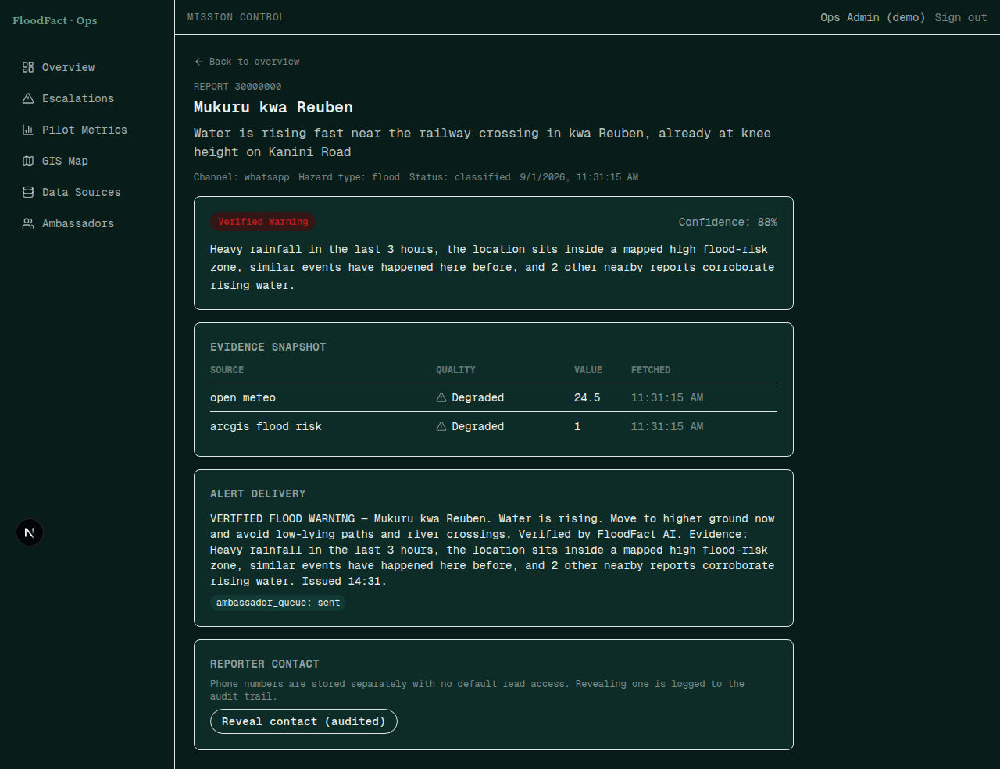 FloodFact · Ops
MISSION CONTROL
Ops Admin (demo) Sign out
Overview
Escalations
Pilot Metrics
GIS Map
Data Sources
Ambassadors
← Back to overview
REPORT 30000000
Mukuru kwa Reuben
Water is rising fast near the railway crossing in kwa Reuben, already at knee
height on Kanini Road
Channel: whatsapp Hazard type: flood Status: classified 9/1/2026, 11:31:15 AM
Verified Warning
Confidence: 88%
Heavy rainfall in the last 3 hours, the location sits inside a mapped high flood-risk
zone, similar events have happened here before, and 2 other nearby reports corroborate
rising water.
EVIDENCE SNAPSHOT
SOURCE QUALITY VALUE FETCHED
open meteo Degraded 24.5 11:31:15 AM
arcgis flood risk Degraded 1 11:31:15 AM
ALERT DELIVERY
VERIFIED FLOOD WARNING — Mukuru kwa Reuben. Water is rising. Move to higher ground now
and avoid low-lying paths and river crossings. Verified by FloodFact AI. Evidence:
Heavy rainfall in the last 3 hours, the location sits inside a mapped high flood-risk
zone, similar events have happened here before, and 2 other nearby reports corroborate
rising water. Issued 14:31.
ambassador_queue: sent
REPORTER CONTACT
Phone numbers are stored separately with no default read access. Revealing one is logged to the
audit trail.
Reveal contact (audited)
N